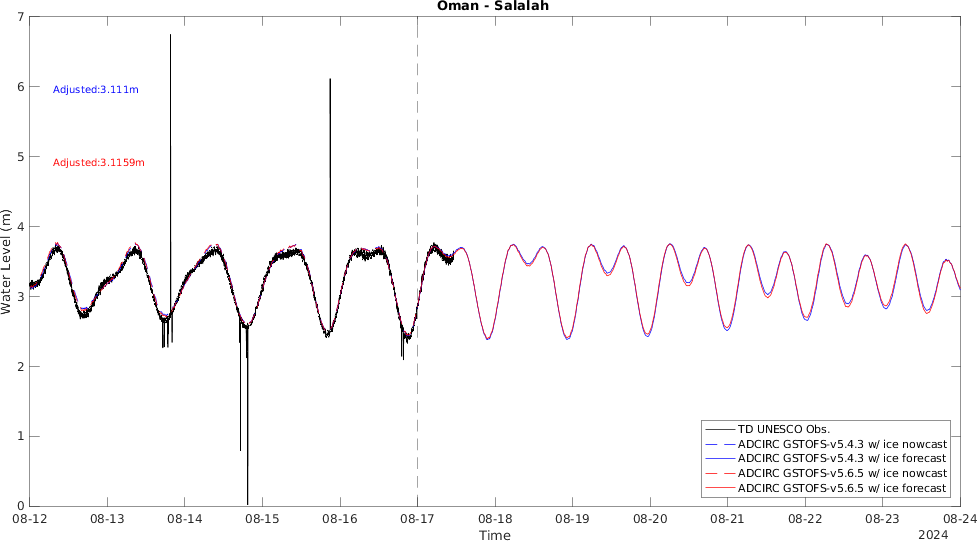 Oman - Salalah
7
6
5
4
3
2
1
0
Water Level (m)
Adjusted:3.111m
Adjusted:3.1159m
TD UNESCO Obs.
ADCIRC GSTOFS-v5.4.3 w/ ice nowcast
ADCIRC GSTOFS-v5.4.3 w/ ice forecast
ADCIRC GSTOFS-v5.6.5 w/ ice nowcast
ADCIRC GSTOFS-v5.6.5 w/ ice forecast
08-12 08-13 08-14 08-15 08-16 08-17 08-18 08-19 08-20 08-21 08-22 08-23 08-24
Time
2024